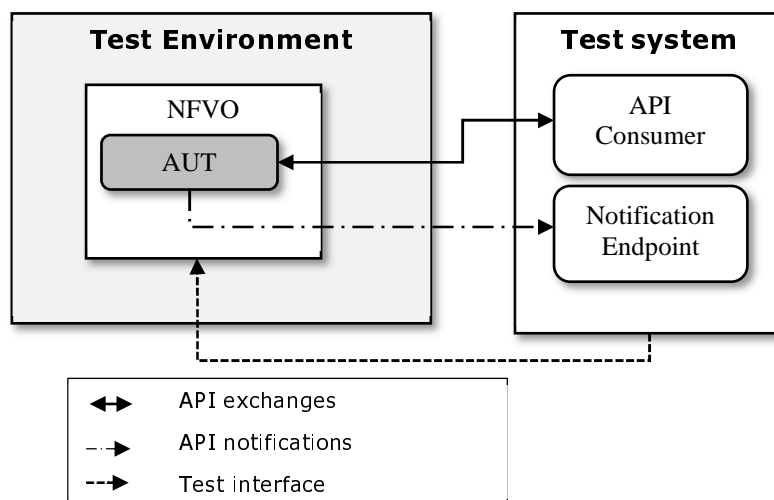 Test Environment
NFVO
AUT
Test system
API
Consumer
Notification
Endpoint
API exchanges
API notifications
Test interface